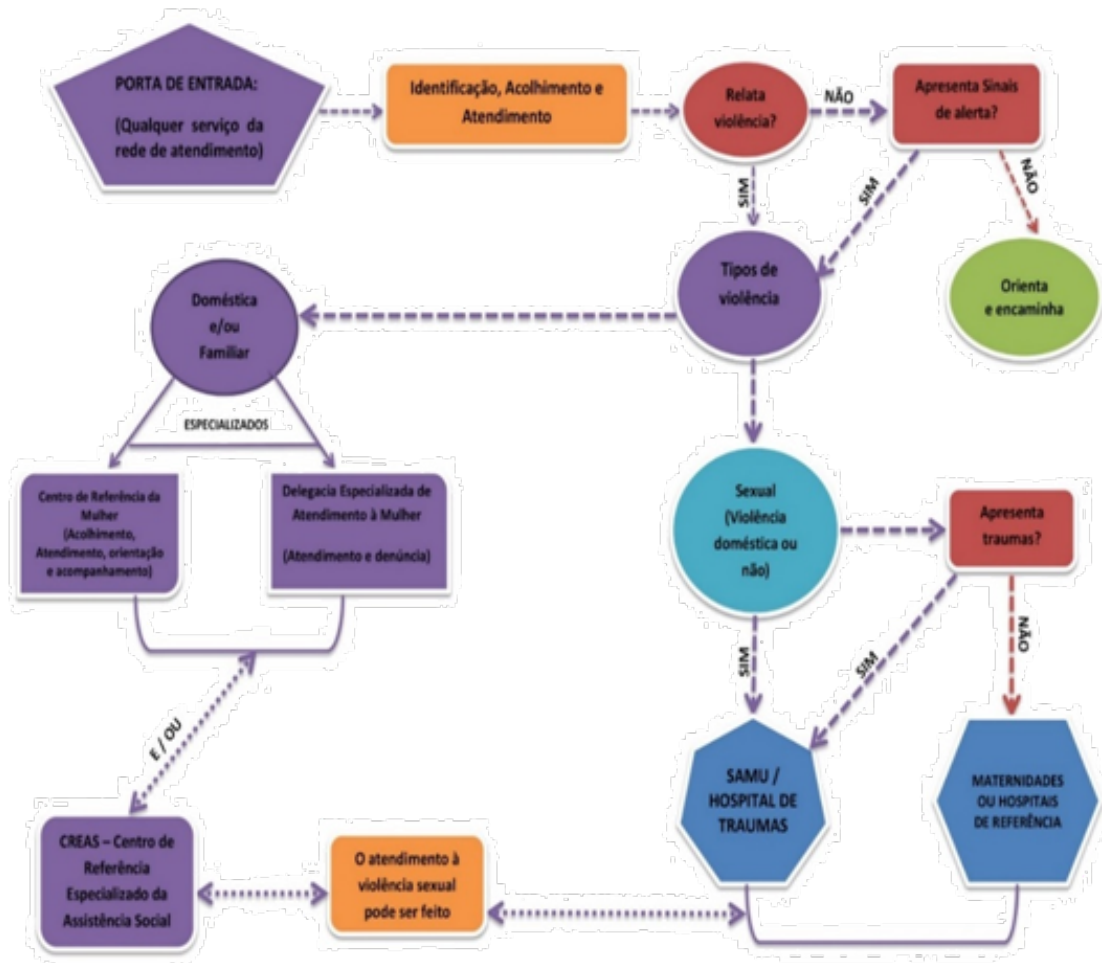 PORTA DE ENTRADA:
(Qualquer serviço da
rede de atendimento)
Identificação, Acolhimento e
Atendimento
Relata
violência?
NÃO
Apresenta Sinais
de alerta?
SIM
SIM
NÃO
Tipos de
violência
Orienta
e encaminha
Doméstica
e/ou
Familiar
ESPECIALIZADOS
Centro de Referência da
Mulher
(Acolhimento,
Atendimento, orientação
e acompanhamento)
Delegacia Especializada de
Atendimento à Mulher
(Atendimento e denúncia)
Sexual
(Violência
doméstica ou
não)
Apresenta
traumas?
SIM
SIM
NÃO
E / OU
SAMU /
HOSPITAL DE
TRAUMAS
MATERNIDADES
OU HOSPITAIS
DE REFERÊNCIA
CREAS – Centro de
Referência
Especializado da
Assistência Social
O atendimento à
violência sexual
pode ser feito